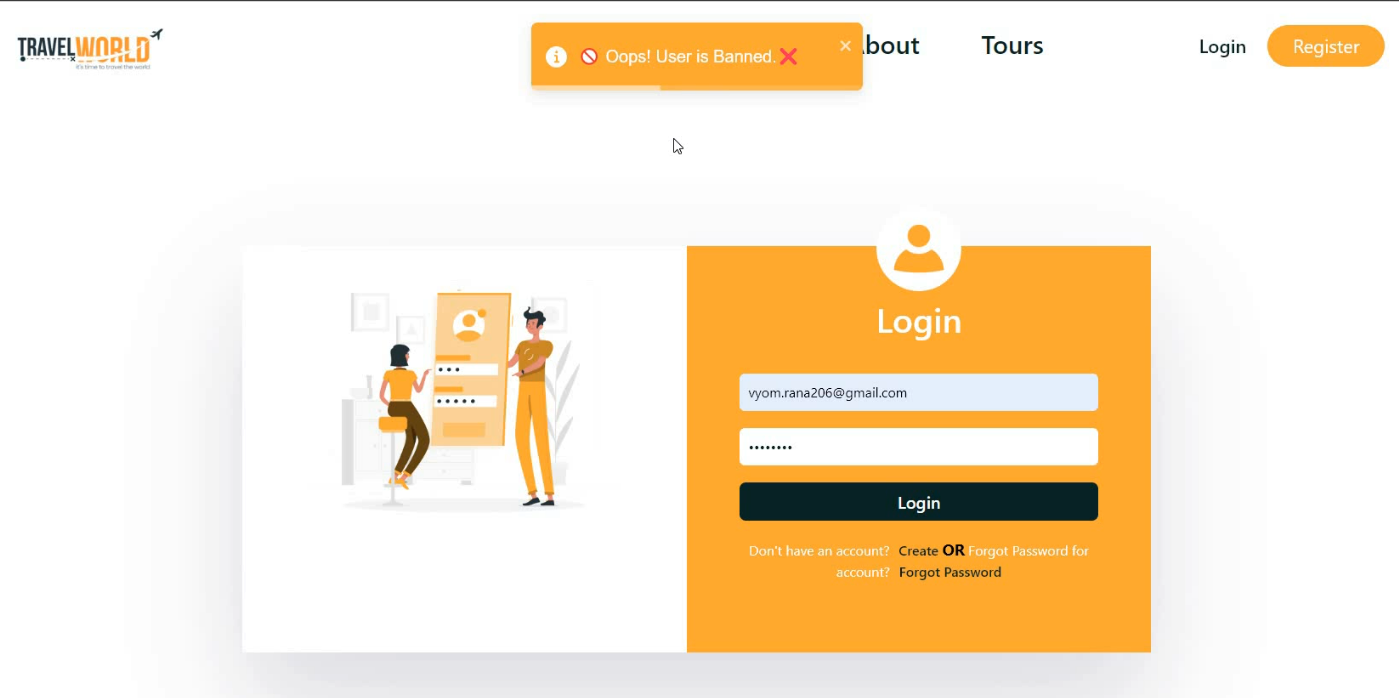 TRAVELWORLD
It's time to travel the world
🚫 Oops! User is Banned.❌
×
bout
Tours
Login
Register
Login
vyom.rana206@gmail.com
••••••••
Login
Don't have an account? Create OR Forgot Password for
account? Forgot Password